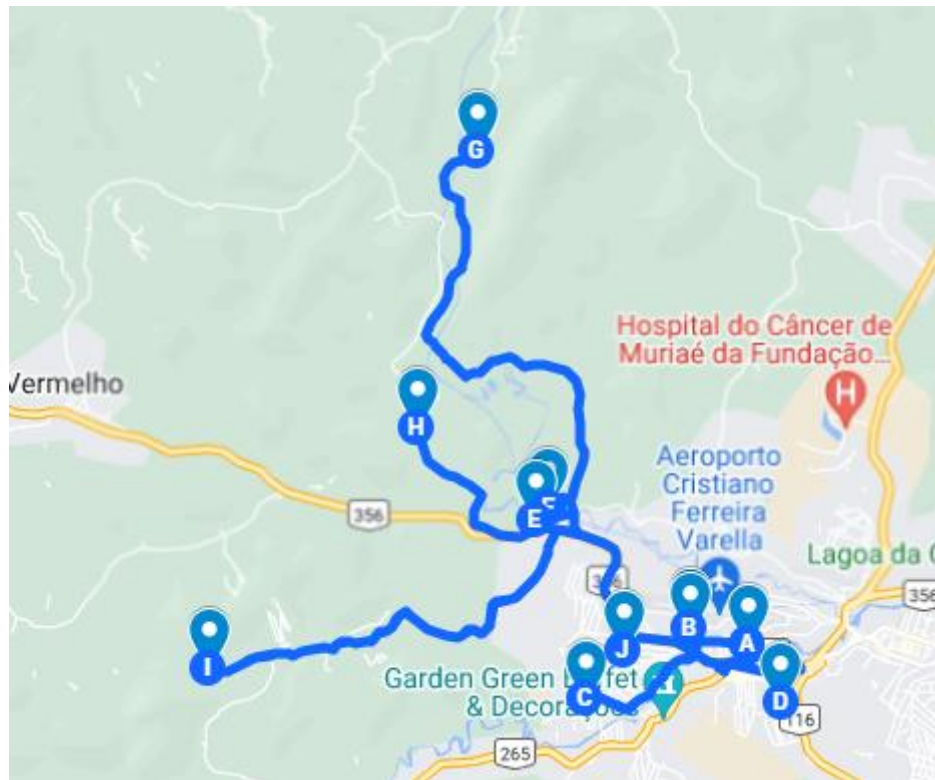 G
Hospital do Câncer de
Muriaé da Fundação...
Vermelho
H
H
Aeroporto
Cristiano
Ferreira
Varella
356
E
Lagoa da
356
B
A
J
I
Garden Green
& Decorações
C
D
116
265